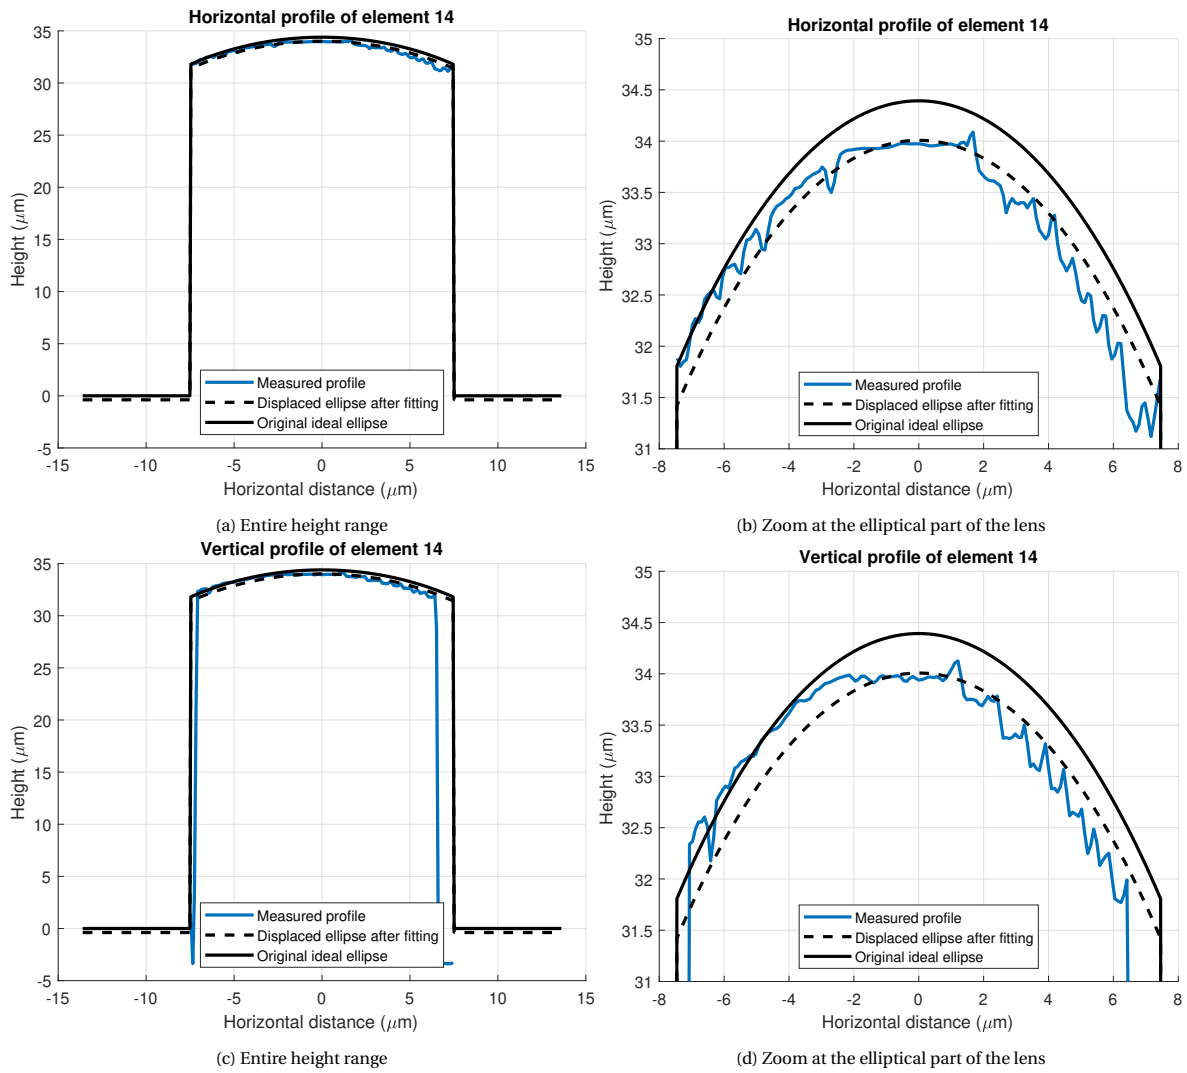 Horizontal profile of element 14
35
30
25
20
15
10
5
0
-5
-15
-10
-5
0
5
10
15
Height (μm)
Horizontal distance (μm)
Measured profile
Displaced ellipse after fitting
Original ideal ellipse
(a) Entire height range
Horizontal profile of element 14
35
34.5
34
33.5
33
32.5
32
31.5
31
-8
-6
-4
-2
0
2
4
6
8
Height (μm)
Horizontal distance (μm)
Measured profile
Displaced ellipse after fitting
Original ideal ellipse
(b) Zoom at the elliptical part of the lens
Vertical profile of element 14
35
30
25
20
15
10
5
0
-5
-15
-10
-5
0
5
10
15
Height (μm)
Horizontal distance (μm)
Measured profile
Displaced ellipse after fitting
Original ideal ellipse
(c) Entire height range
Vertical profile of element 14
35
34.5
34
33.5
33
32.5
32
31.5
31
-8
-6
-4
-2
0
2
4
6
8
Height (μm)
Horizontal distance (μm)
Measured profile
Displaced ellipse after fitting
Original ideal ellipse
(d) Zoom at the elliptical part of the lens